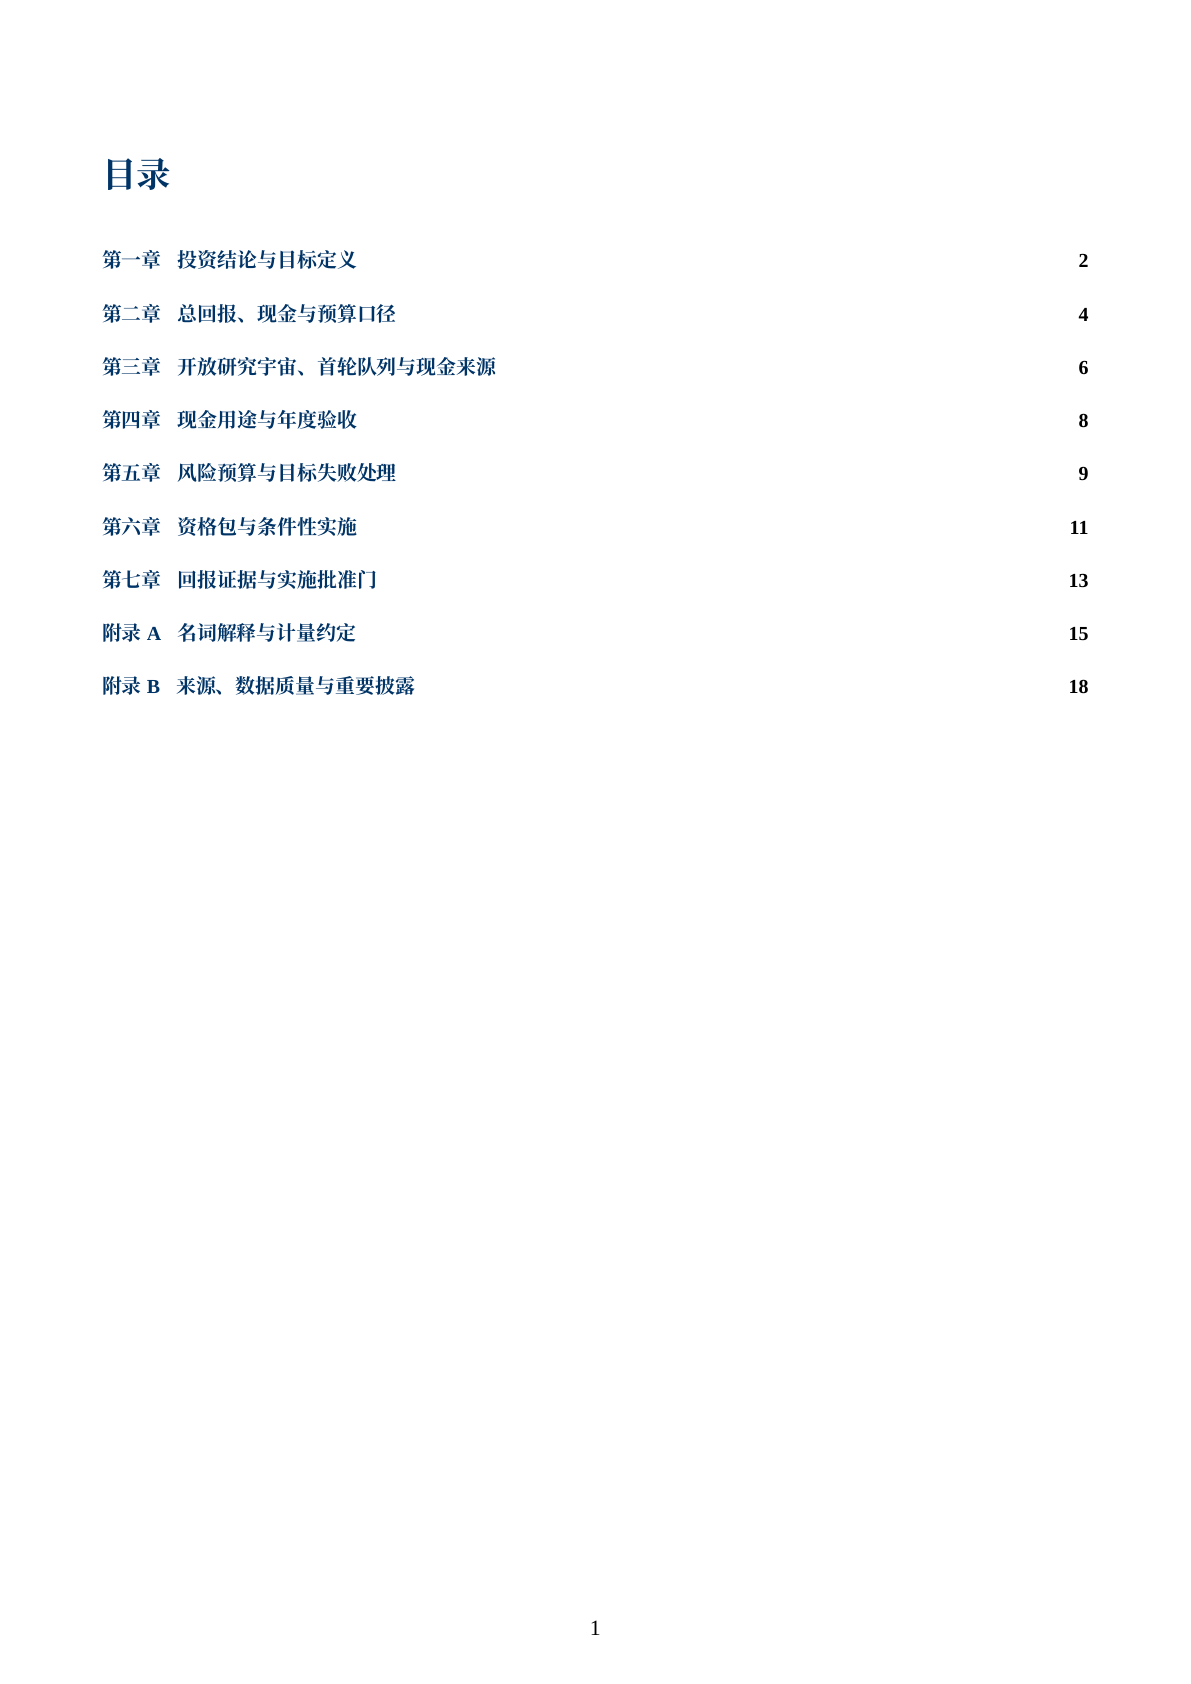 目录
第一章 投资结论与目标定义 2
第二章 总回报、现金与预算口径 4
第三章 开放研究宇宙、首轮队列与现金来源 6
第四章 现金用途与年度验收 8
第五章 风险预算与目标失败处理 9
第六章 资格包与条件性实施 11
第七章 回报证据与实施批准门 13
附录 A 名词解释与计量约定 15
附录 B 来源、数据质量与重要披露 18
1